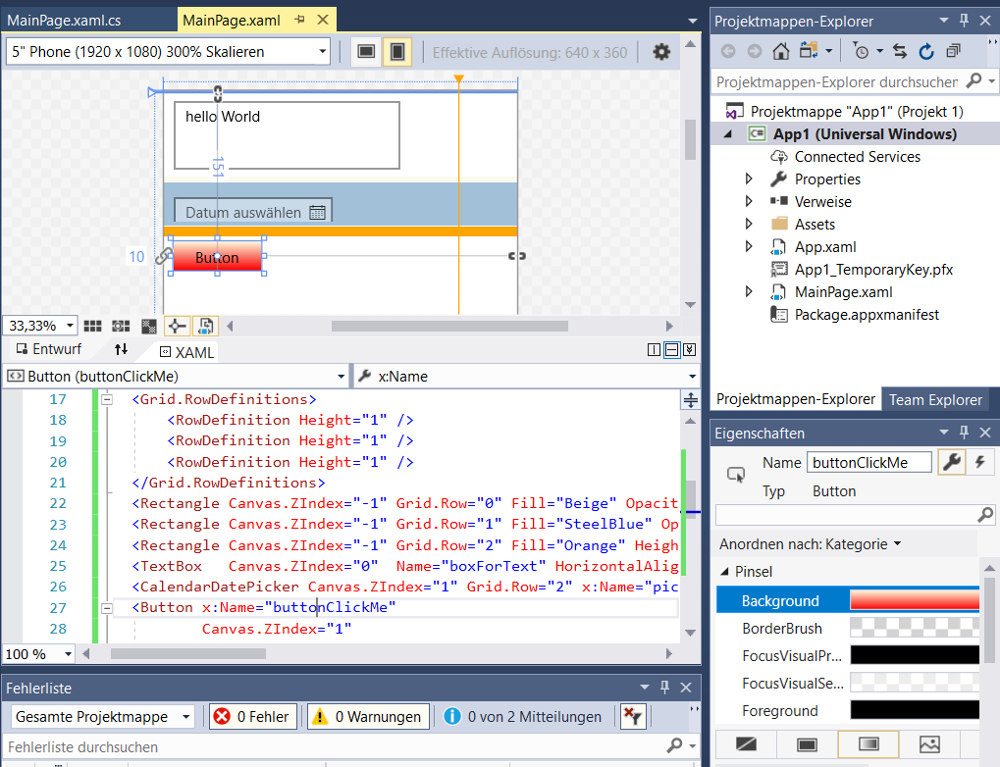 MainPage.xaml.cs
MainPage.xaml
5" Phone (1920 x 1080) 300% Skalieren
Effektive Auflösung: 640 x 360
hello World
151
Datum auswählen
10
Button
33,33%
Entwurf
XAML
Button (buttonClickMe)
x:Name
17 <Grid.RowDefinitions>
18 <RowDefinition Height="1" />
19 <RowDefinition Height="1" />
20 <RowDefinition Height="1" />
21 </Grid.RowDefinitions>
22 <Rectangle Canvas.ZIndex="-1" Grid.Row="0" Fill="Beige" Opacit
23 <Rectangle Canvas.ZIndex="-1" Grid.Row="1" Fill="SteelBlue" Op
24 <Rectangle Canvas.ZIndex="-1" Grid.Row="2" Fill="Orange" Heigh
25 <TextBox Canvas.ZIndex="0" Name="boxForText" HorizontalAlig
26 <CalendarDatePicker Canvas.ZIndex="1" Grid.Row="2" x:Name="pic
27 <Button x:Name="buttonClickMe"
28 Canvas.ZIndex="1"
100 %
Fehlerliste
Gesamte Projektmappe
0 Fehler
0 Warnungen
0 von 2 Mitteilungen
Fehlerliste durchsuchen
Projektmappen-Explorer
Projektmappen-Explorer durchsuchen
Projektmappe "App1" (Projekt 1)
C# App1 (Universal Windows)
Connected Services
Properties
Verweise
Assets
App.xaml
App1_TemporaryKey.pfx
MainPage.xaml
Package.appxmanifest
Projektmappen-Explorer
Team Explorer
Eigenschaften
Name buttonClickMe
Typ Button
Anordnen nach: Kategorie
Pinsel
Background
BorderBrush
FocusVisualPr...
FocusVisualSe...
Foreground